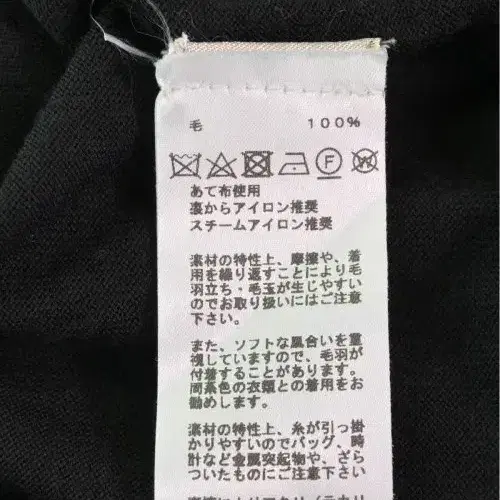 毛 100%
F W
あて布使用
裏からアイロン推奨
スチームアイロン推奨
素材の特性上、摩擦や、着
用を繰り返すことにより毛
羽立ち・毛玉が生じやすい
のでお取り扱いにはご注意
下さい。
また、ソフトな風合いを重
視していますので、毛羽が
付着することがあります。
同系色の衣類との着用をお
勧めします。
素材の特性上、糸が引っ掛
かりやすいのでバッグ、時
計など金属突起物や、ざら
ついたものにご注意くださ